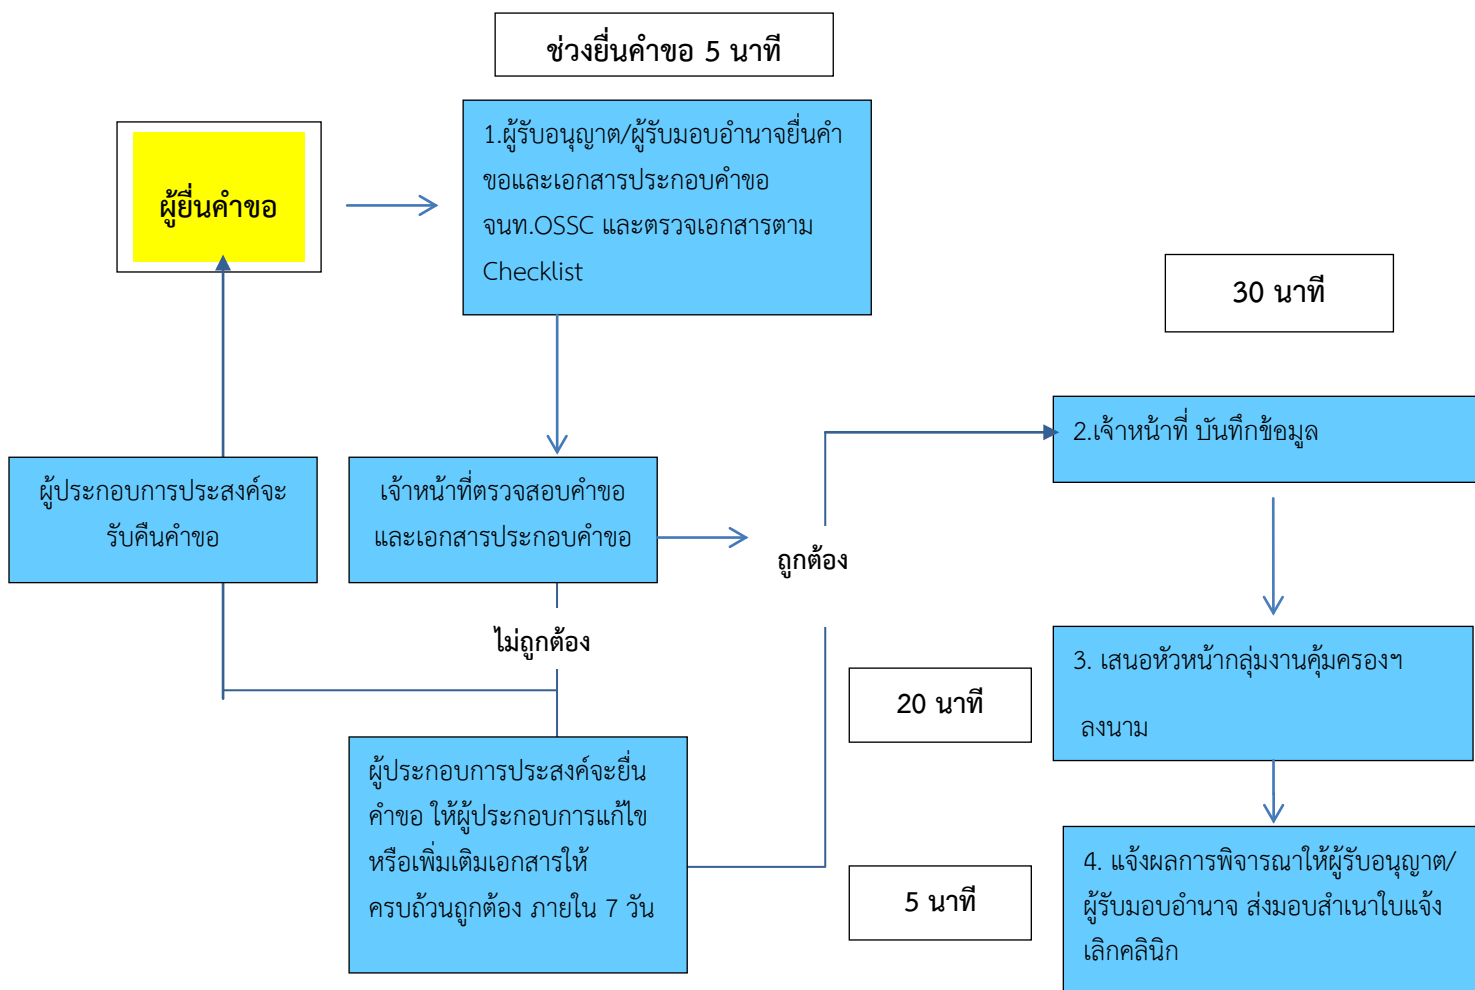 ช่วงยื่นคำขอ 5 นาที
ผู้ยื่นคำขอ
1.ผู้รับอนุญาต/ผู้รับมอบอำนาจยื่นคำ
ขอและเอกสารประกอบคำขอ
จนท.OSSC และตรวจเอกสารตาม
Checklist
30 นาที
2.เจ้าหน้าที่ บันทึกข้อมูล
ผู้ประกอบการประสงค์จะ
รับคืนคำขอ
เจ้าหน้าที่ตรวจสอบคำขอ
และเอกสารประกอบคำขอ
ถูกต้อง
ไม่ถูกต้อง
3. เสนอหัวหน้ากลุ่มงานคุ้มครองฯ
ลงนาม
20 นาที
ผู้ประกอบการประสงค์จะยื่น
คำขอ ให้ผู้ประกอบการแก้ไข
หรือเพิ่มเติมเอกสารให้
ครบถ้วนถูกต้อง ภายใน 7 วัน
5 นาที
4. แจ้งผลการพิจารณาให้ผู้รับอนุญาต/
ผู้รับมอบอำนาจ ส่งมอบสำเนาใบแจ้ง
เลิกคลินิก